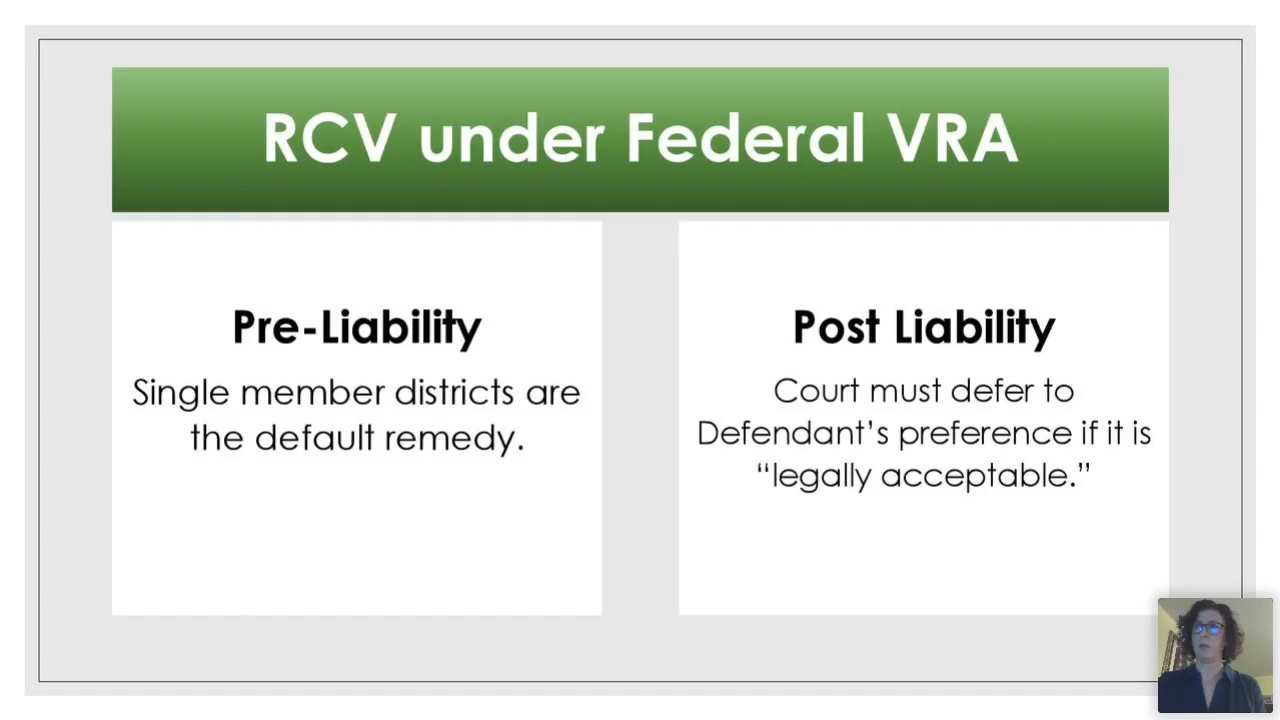 RCV under Federal VRA
Pre-Liability
Single member districts are
the default remedy.
Post Liability
Court must defer to
Defendant’s preference if it is
“legally acceptable.”